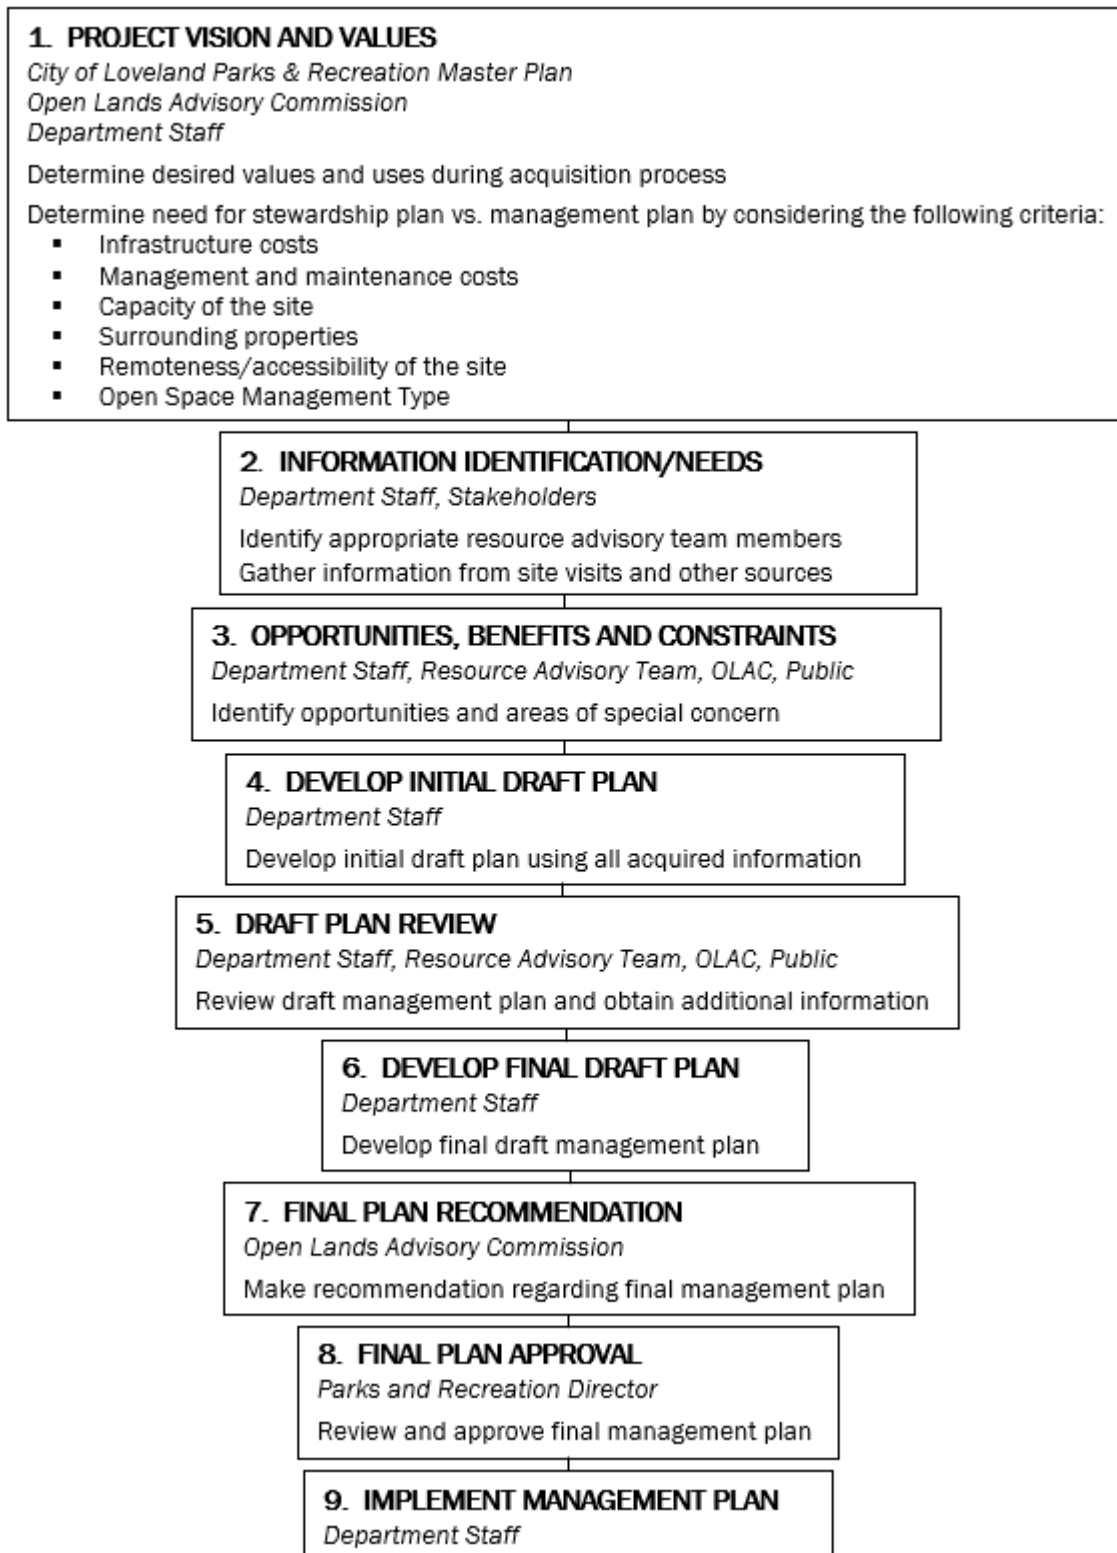 1. PROJECT VISION AND VALUES
City of Loveland Parks & Recreation Master Plan
Open Lands Advisory Commission
Department Staff
Determine desired values and uses during acquisition process
Determine need for stewardship plan vs. management plan by considering the following criteria:
▪ Infrastructure costs
▪ Management and maintenance costs
▪ Capacity of the site
▪ Surrounding properties
▪ Remoteness/accessibility of the site
▪ Open Space Management Type
2. INFORMATION IDENTIFICATION/NEEDS
Department Staff, Stakeholders
Identify appropriate resource advisory team members
Gather information from site visits and other sources
3. OPPORTUNITIES, BENEFITS AND CONSTRAINTS
Department Staff, Resource Advisory Team, OLAC, Public
Identify opportunities and areas of special concern
4. DEVELOP INITIAL DRAFT PLAN
Department Staff
Develop initial draft plan using all acquired information
5. DRAFT PLAN REVIEW
Department Staff, Resource Advisory Team, OLAC, Public
Review draft management plan and obtain additional information
6. DEVELOP FINAL DRAFT PLAN
Department Staff
Develop final draft management plan
7. FINAL PLAN RECOMMENDATION
Open Lands Advisory Commission
Make recommendation regarding final management plan
8. FINAL PLAN APPROVAL
Parks and Recreation Director
Review and approve final management plan
9. IMPLEMENT MANAGEMENT PLAN
Department Staff